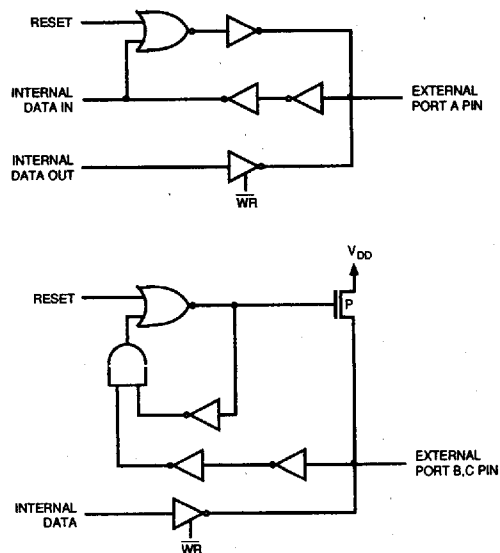 RESET
INTERNAL
DATA IN
EXTERNAL
PORT A PIN
INTERNAL
DATA OUT
WR
VDD
RESET
P
EXTERNAL
PORT B,C PIN
INTERNAL
DATA
WR